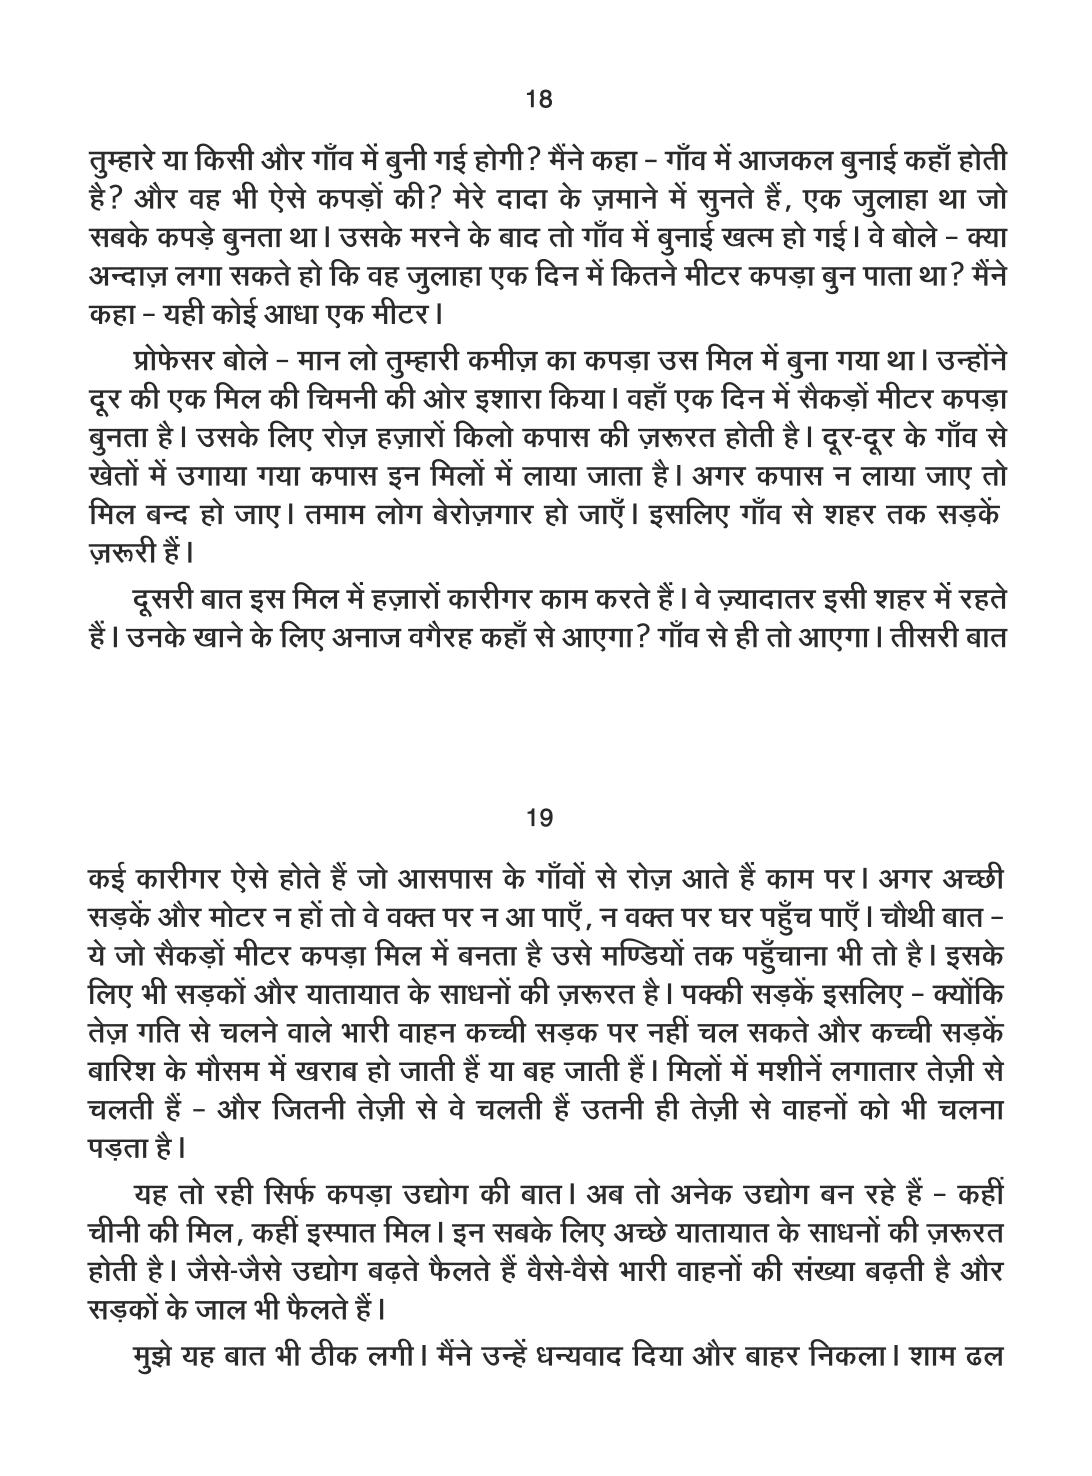 18
तुम्हारे या किसी और गाँव में बुनी गई होगी? मैंने कहा – गाँव में आजकल बुनाई कहाँ होती
है? और वह भी ऐसे कपड़ों की? मेरे दादा के ज़माने में सुनते हैं, एक जुलाहा था जो
सबके कपड़े बुनता था। उसके मरने के बाद तो गाँव में बुनाई खत्म हो गई। वे बोले – क्या
अन्दाज़ लगा सकते हो कि वह जुलाहा एक दिन में कितने मीटर कपड़ा बुन पाता था? मैंने
कहा – यही कोई आधा एक मीटर।
प्रोफेसर बोले – मान लो तुम्हारी कमीज़ का कपड़ा उस मिल में बुना गया था। उन्होंने
दूर की एक मिल की चिमनी की ओर इशारा किया। वहाँ एक दिन में सैकड़ों मीटर कपड़ा
बुनता है। उसके लिए रोज़ हज़ारों किलो कपास की ज़रूरत होती है। दूर-दूर के गाँव से
खेतों में उगाया गया कपास इन मिलों में लाया जाता है। अगर कपास न लाया जाए तो
मिल बन्द हो जाए। तमाम लोग बेरोज़गार हो जाएँ। इसलिए गाँव से शहर तक सड़कें
ज़रूरी हैं।
दूसरी बात इस मिल में हज़ारों कारीगर काम करते हैं। वे ज़्यादातर इसी शहर में रहते
हैं। उनके खाने के लिए अनाज वगैरह कहाँ से आएगा? गाँव से ही तो आएगा। तीसरी बात
19
कई कारीगर ऐसे होते हैं जो आसपास के गाँवों से रोज़ आते हैं काम पर। अगर अच्छी
सड़कें और मोटर न हों तो वे वक्त पर न आ पाएँ, न वक्त पर घर पहुँच पाएँ। चौथी बात –
ये जो सैकड़ों मीटर कपड़ा मिल में बनता है उसे मण्डियों तक पहुँचाना भी तो है। इसके
लिए भी सड़कों और यातायात के साधनों की ज़रूरत है। पक्की सड़कें इसलिए – क्योंकि
तेज़ गति से चलने वाले भारी वाहन कच्ची सड़क पर नहीं चल सकते और कच्ची सड़कें
बारिश के मौसम में खराब हो जाती हैं या बह जाती हैं। मिलों में मशीनें लगातार तेज़ी से
चलती हैं – और जितनी तेज़ी से वे चलती हैं उतनी ही तेज़ी से वाहनों को भी चलना
पड़ता है।
यह तो रही सिर्फ कपड़ा उद्योग की बात। अब तो अनेक उद्योग बन रहे हैं – कहीं
चीनी की मिल, कहीं इस्पात मिल। इन सबके लिए अच्छे यातायात के साधनों की ज़रूरत
होती है। जैसे-जैसे उद्योग बढ़ते फैलते हैं वैसे-वैसे भारी वाहनों की संख्या बढ़ती है और
सड़कों के जाल भी फैलते हैं।
मुझे यह बात भी ठीक लगी। मैंने उन्हें धन्यवाद दिया और बाहर निकला। शाम ढल